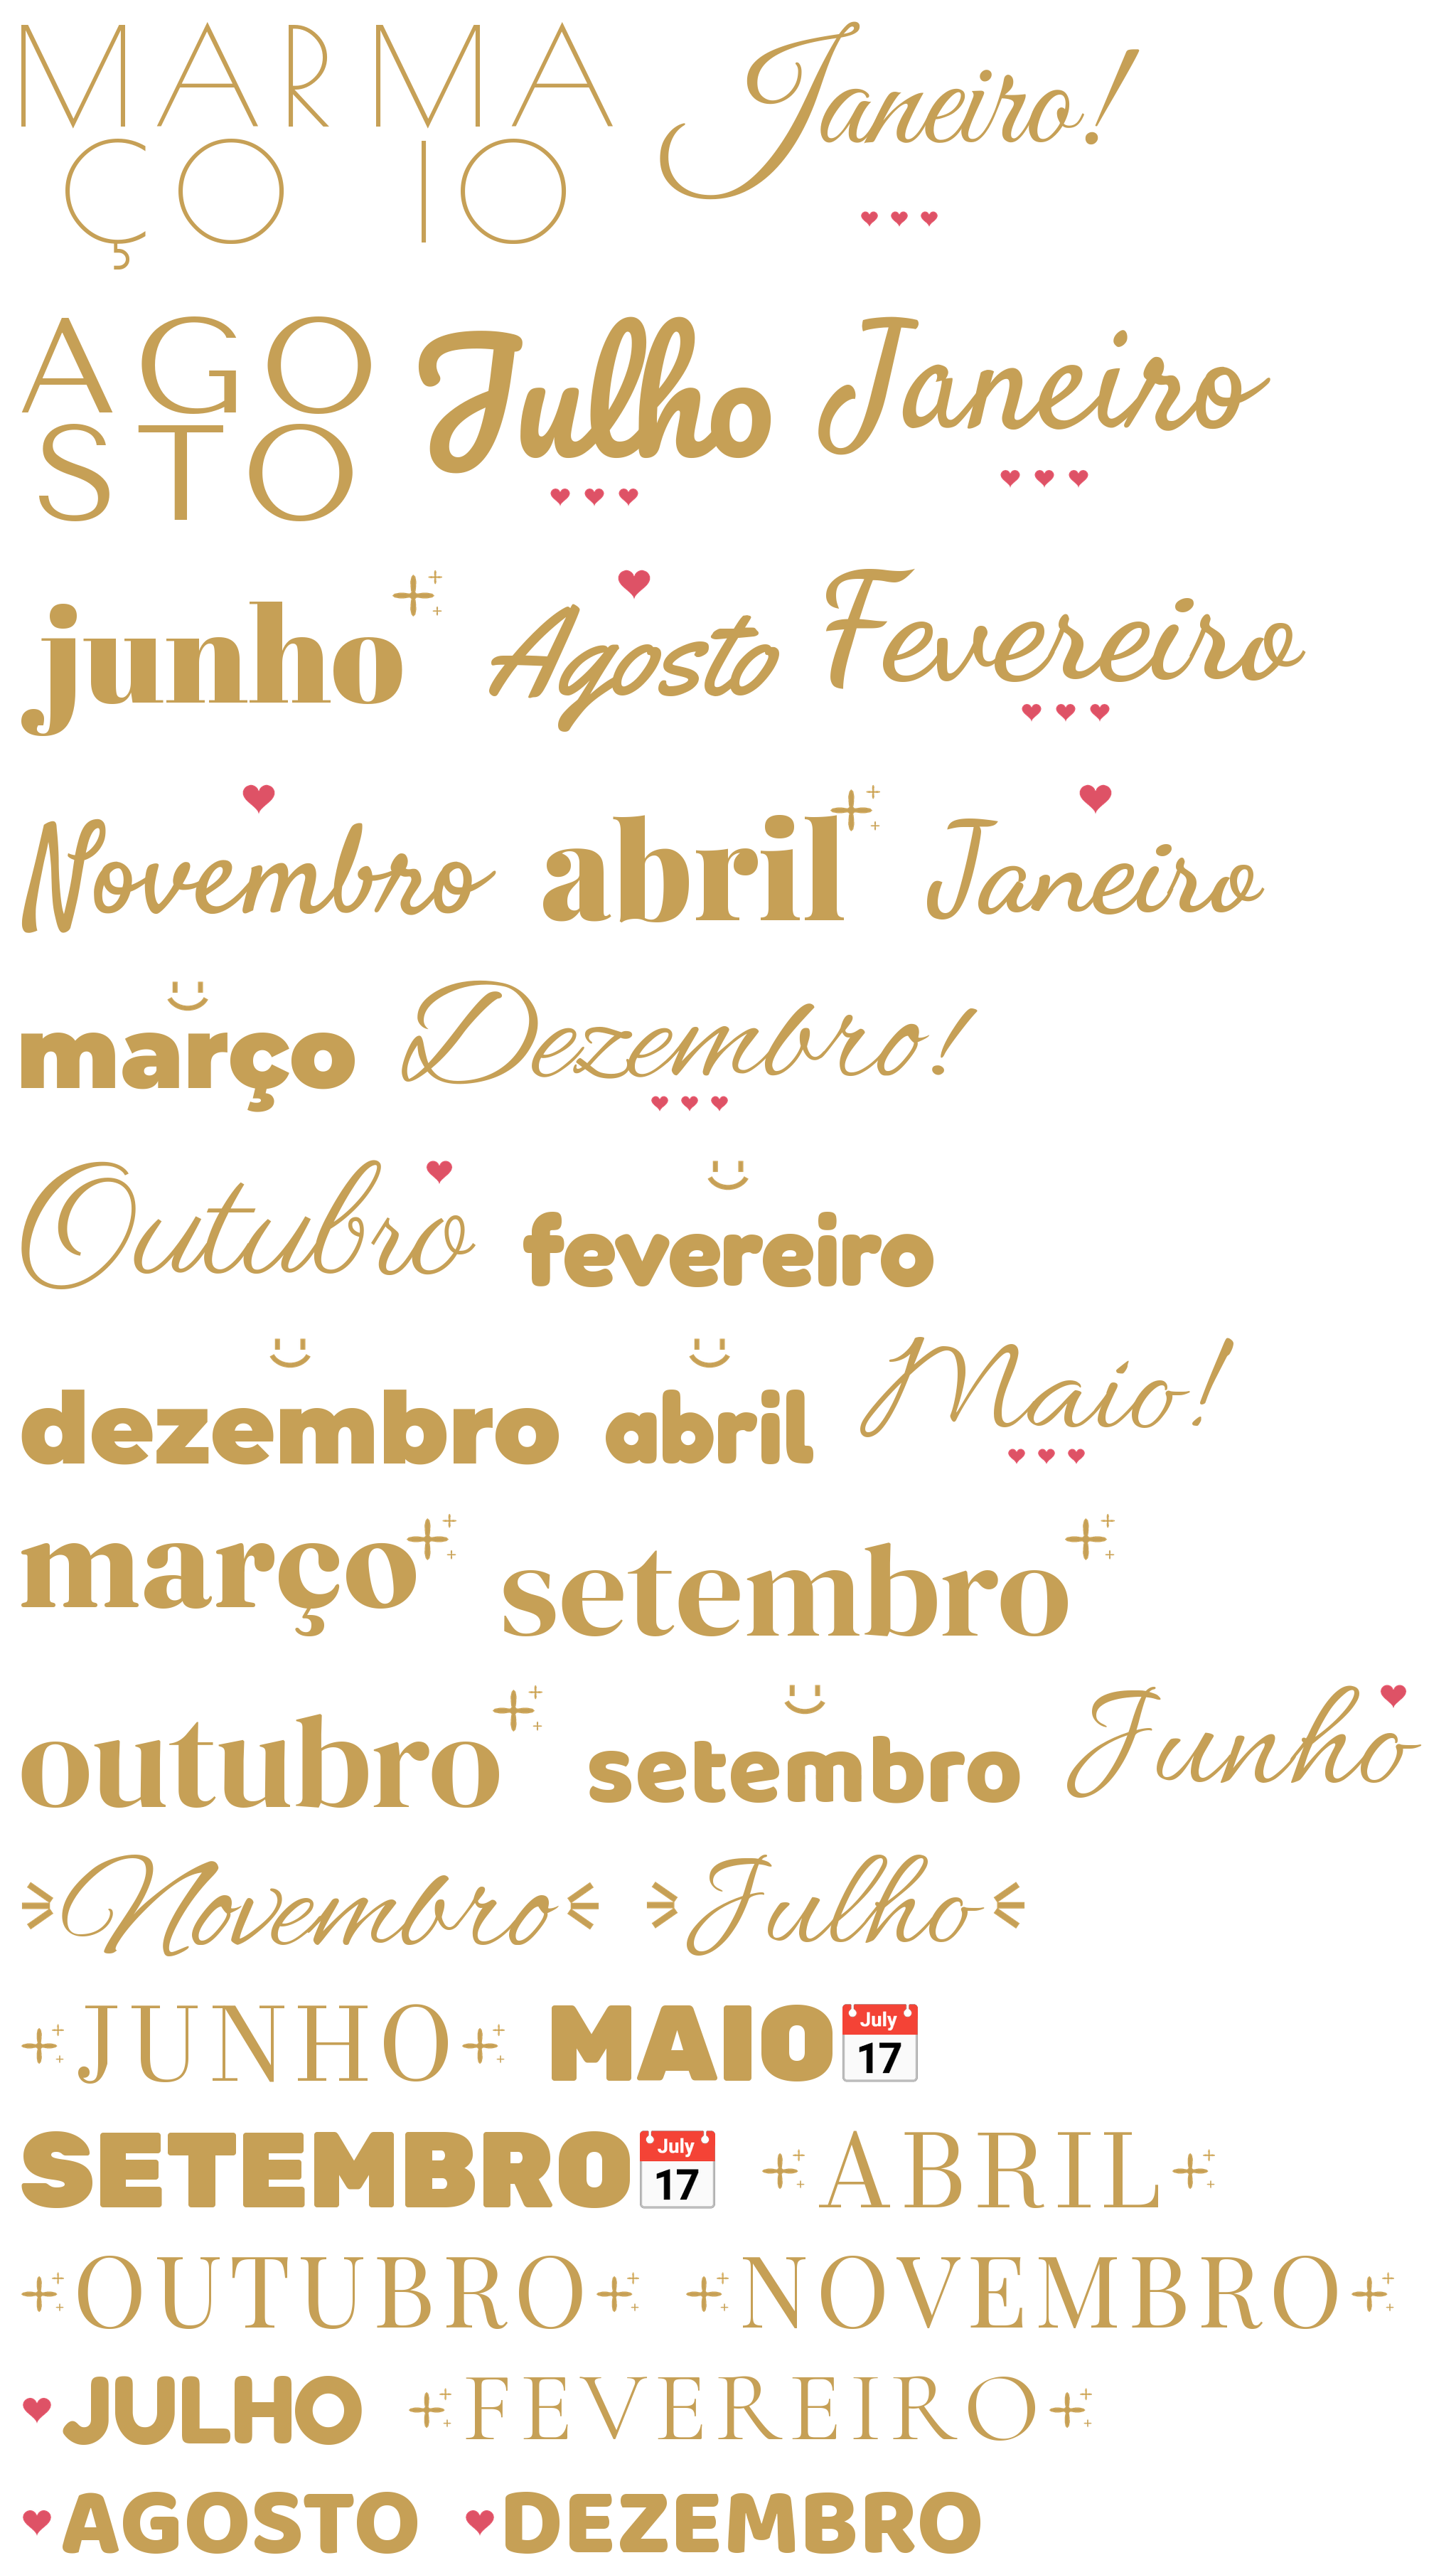 MAR
ÇO
MA
IO
Janeiro!
AGO
STO
Julho
Janeiro
junho
Agosto
Fevereiro
Novembro
abril
Janeiro
março
Dezembro!
Outubro
fevereiro
dezembro
abril
Maio!
março
setembro
outubro
setembro
Junho
Novembro
Julho
JUNHO
MAIO
July
17
SETEMBRO
July
17
ABRIL
OUTUBRO
NOVEMBRO
JULHO
FEVEREIRO
AGOSTO
DEZEMBRO